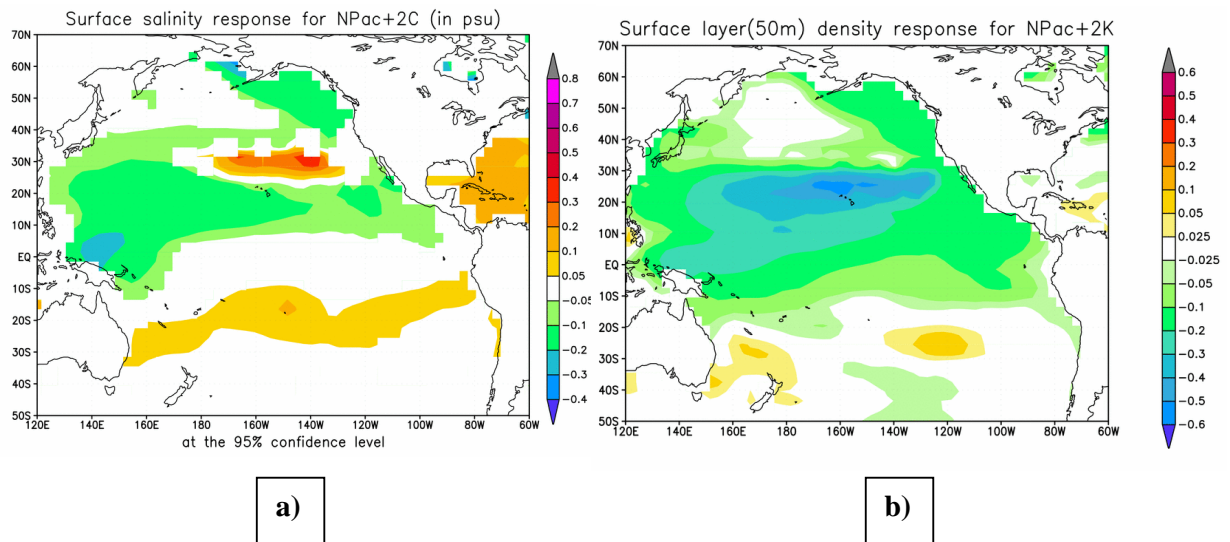 Surface salinity response for NPac+2C (in psu)
70N
60N
50N
40N
30N
20N
10N
EQ
10S
20S
30S
40S
50S
120E 140E 160E 180 160W 140W 120W 100W 80W 60W
at the 95% confidence level
0.8
0.7
0.6
0.5
0.4
0.3
0.2
0.1
0.05
-0.05
-0.1
-0.2
-0.3
-0.4
a)
Surface layer(50m) density response for NPac+2K
70N
60N
50N
40N
30N
20N
10N
EQ
10S
20S
30S
40S
50S
120E 140E 160E 180 160W 140W 120W 100W 80W 60W
0.6
0.5
0.4
0.3
0.2
0.1
0.05
0.025
-0.025
-0.05
-0.1
-0.2
-0.3
-0.4
-0.5
-0.6
b)